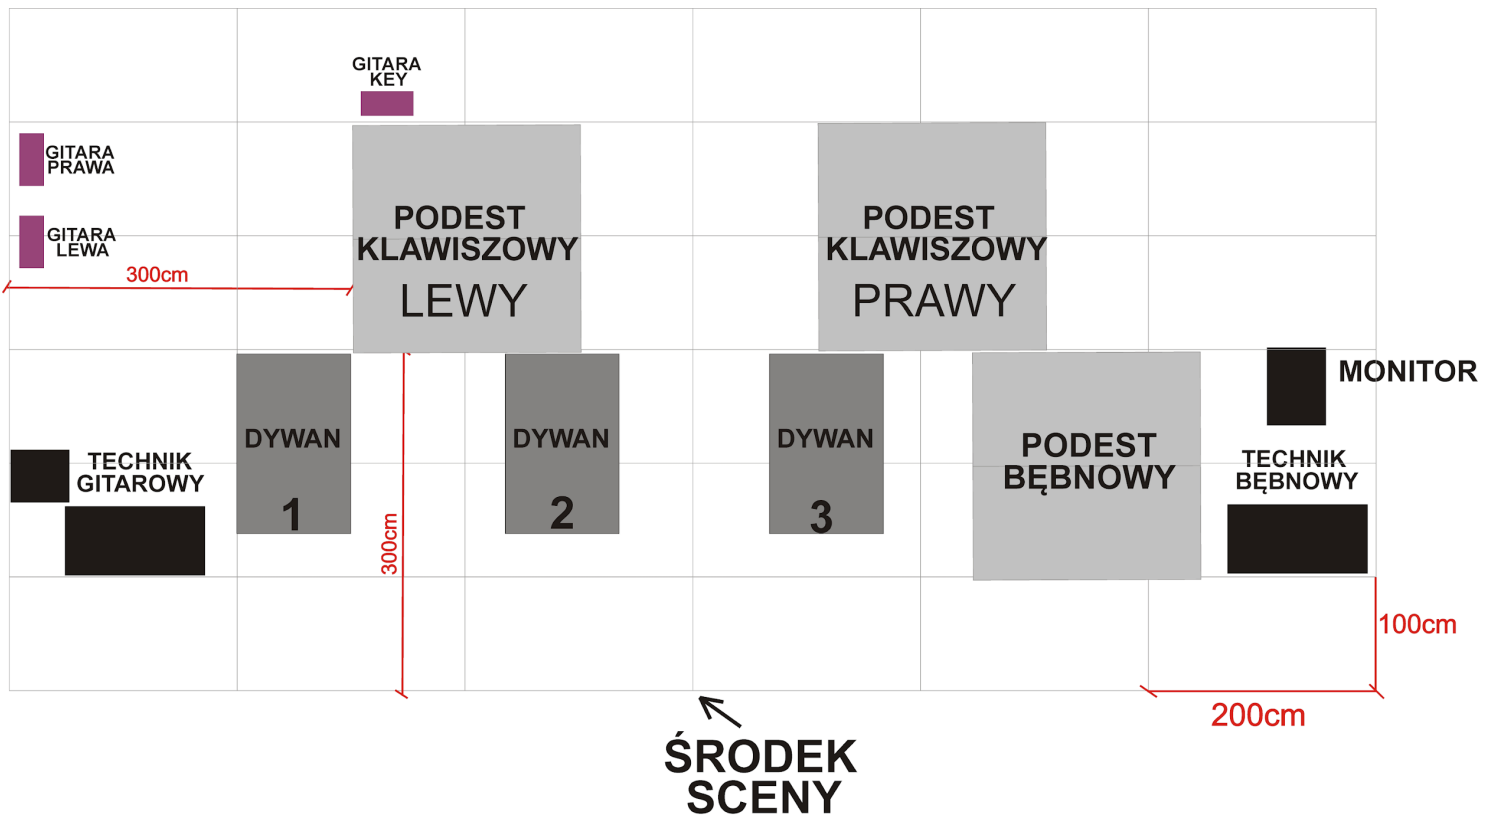 GITARA
KEY
GITARA
PRAWA
GITARA
LEWA
300cm
PODEST
KLAWISZOWY
LEWY
PODEST
KLAWISZOWY
PRAWY
MONITOR
DYWAN
1
DYWAN
2
DYWAN
3
PODEST
BĘBNOWY
TECHNIK
GITAROWY
TECHNIK
BĘBNOWY
300cm
100cm
200cm
ŚRODEK
SCENY